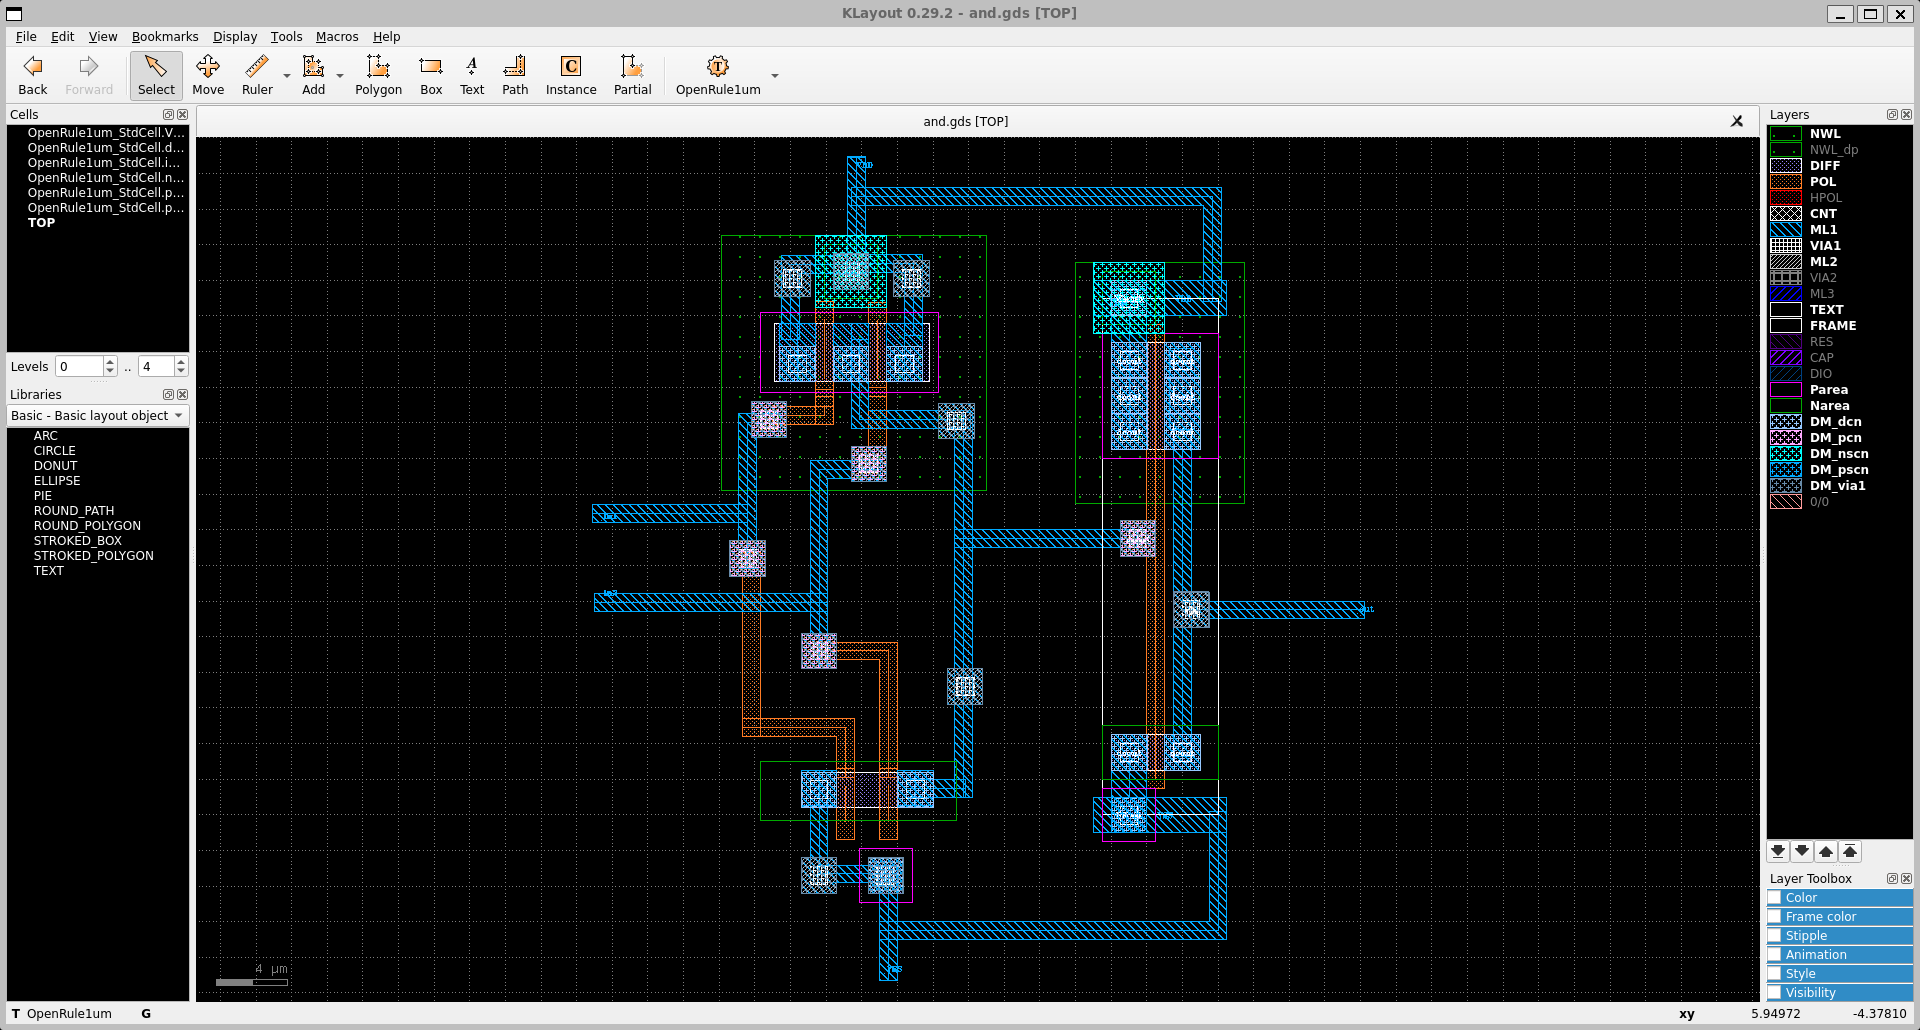 KLayout 0.29.2 - and.gds [TOP]
File Edit View Bookmarks Display Tools Macros Help
Back Forward Select Move Ruler Add Polygon Box Text Path Instance Partial OpenRule1um
Cells
OpenRule1um_StdCell.V...
OpenRule1um_StdCell.d...
OpenRule1um_StdCell.i...
OpenRule1um_StdCell.n...
OpenRule1um_StdCell.p...
OpenRule1um_StdCell.p...
TOP
Levels 0 .. 4
Libraries
Basic - Basic layout object
ARC
CIRCLE
DONUT
ELLIPSE
PIE
ROUND_PATH
ROUND_POLYGON
STROKED_BOX
STROKED_POLYGON
TEXT
and.gds [TOP]
4 µm
Layers
NWL
NWL_dp
DIFF
POL
HPOL
CNT
ML1
VIA1
ML2
VIA2
ML3
TEXT
FRAME
RES
CAP
DIO
Parea
Narea
DM_dcn
DM_pcn
DM_nscn
DM_pscn
DM_via1
0/0
Layer Toolbox
Color
Frame color
Stipple
Animation
Style
Visibility
T OpenRule1um G xy 5.94972 -4.37810